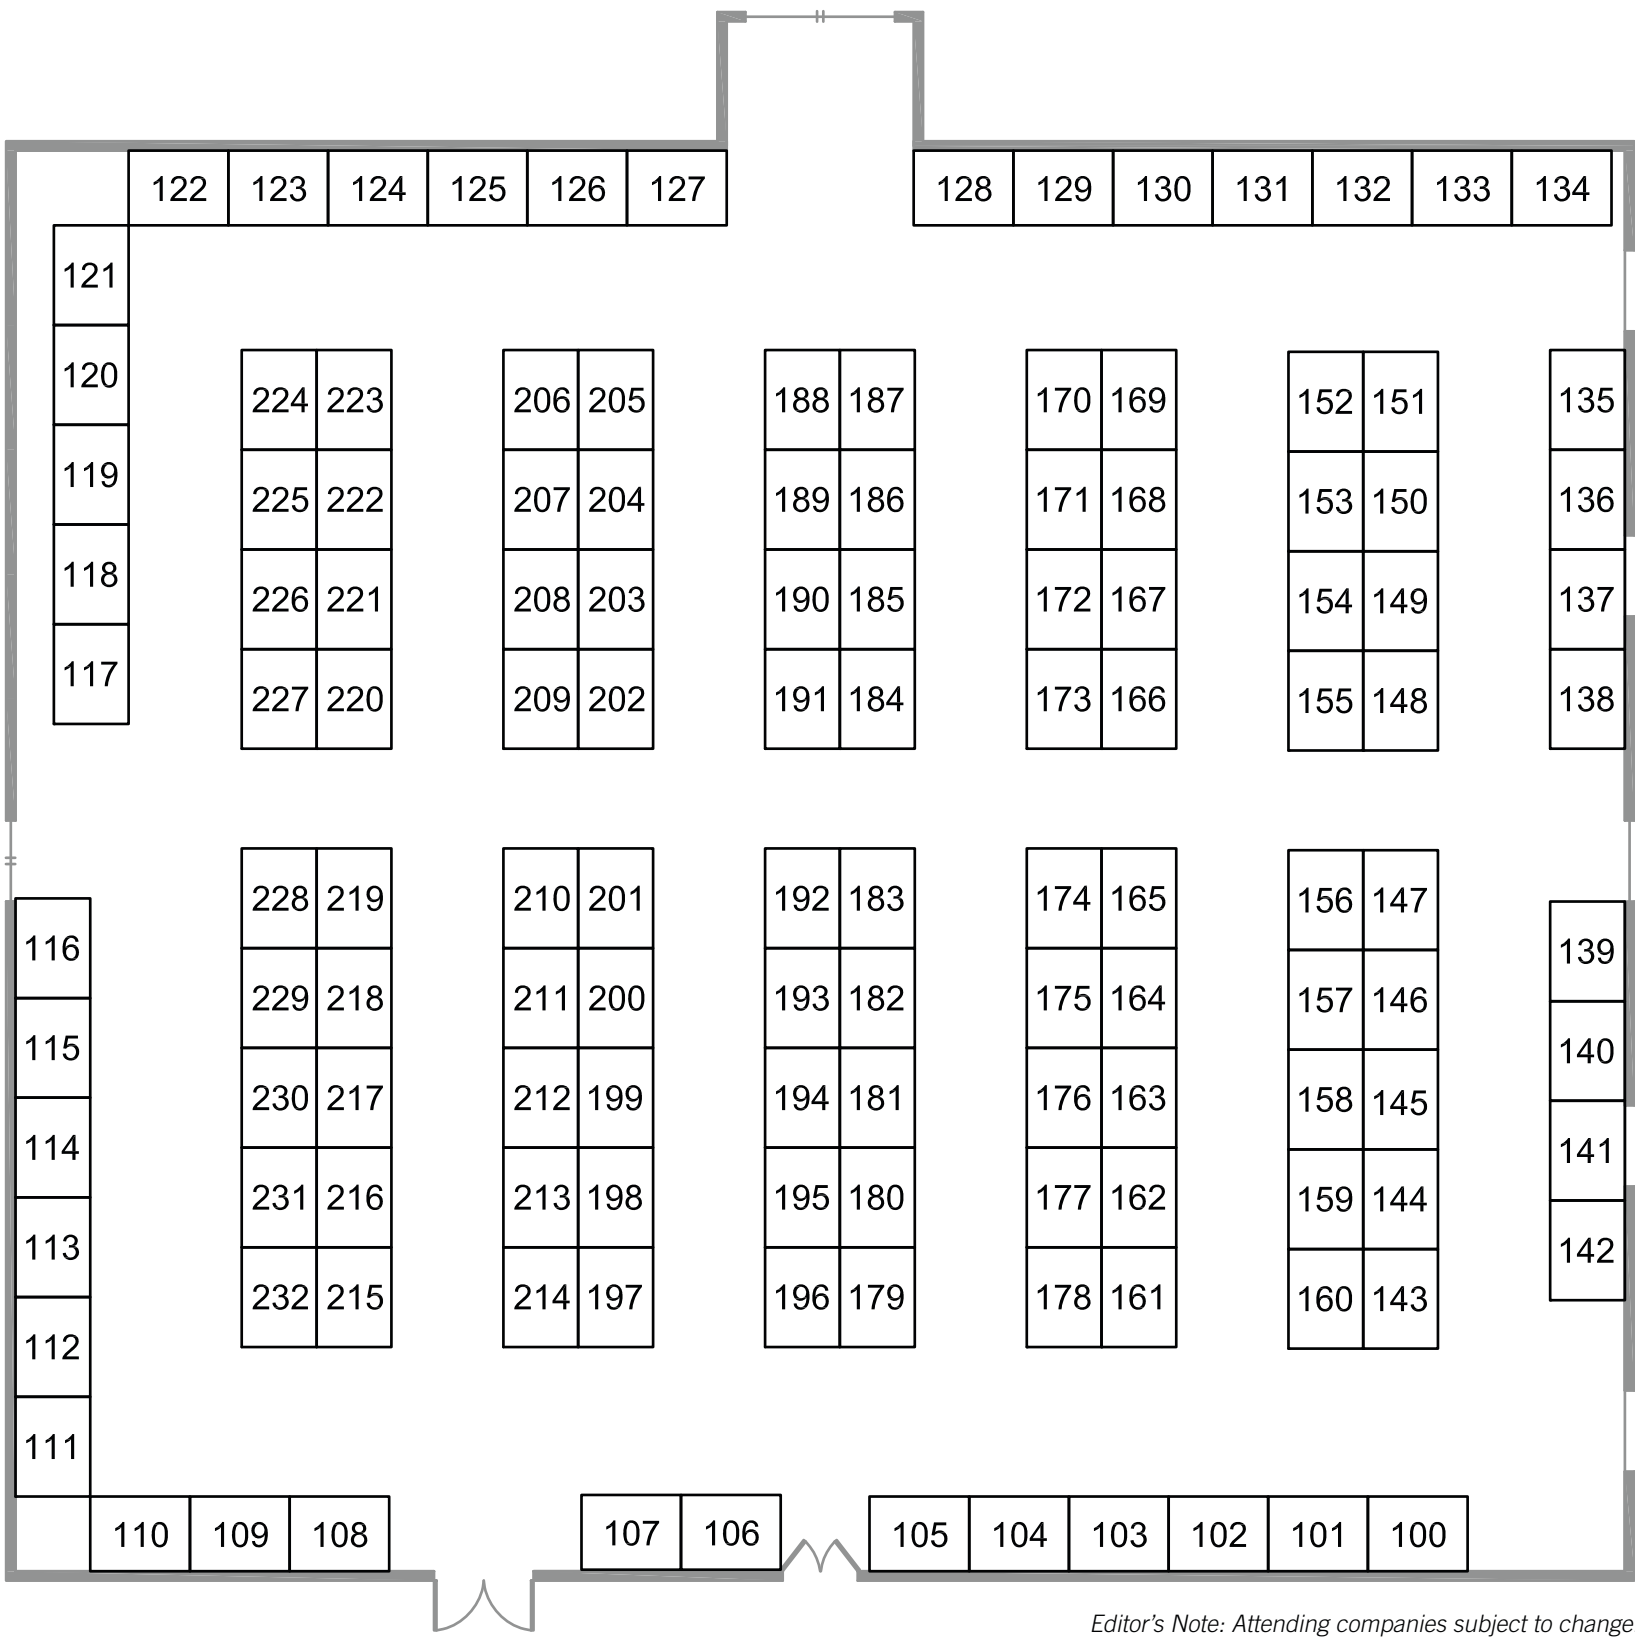 122 123 124 125 126 127 128 129 130 131 132 133 134
121
120
224 223 206 205 188 187 170 169 152 151 135
119
225 222 207 204 189 186 171 168 153 150 136
118
226 221 208 203 190 185 172 167 154 149 137
117
227 220 209 202 191 184 173 166 155 148 138
228 219 210 201 192 183 174 165 156 147
116 139
229 218 211 200 193 182 175 164 157 146
115 140
230 217 212 199 194 181 176 163 158 145
114 141
231 216 213 198 195 180 177 162 159 144
113 142
232 215 214 197 196 179 178 161 160 143
112
111
110 109 108 107 106 105 104 103 102 101 100
Editor's Note: Attending companies subject to change